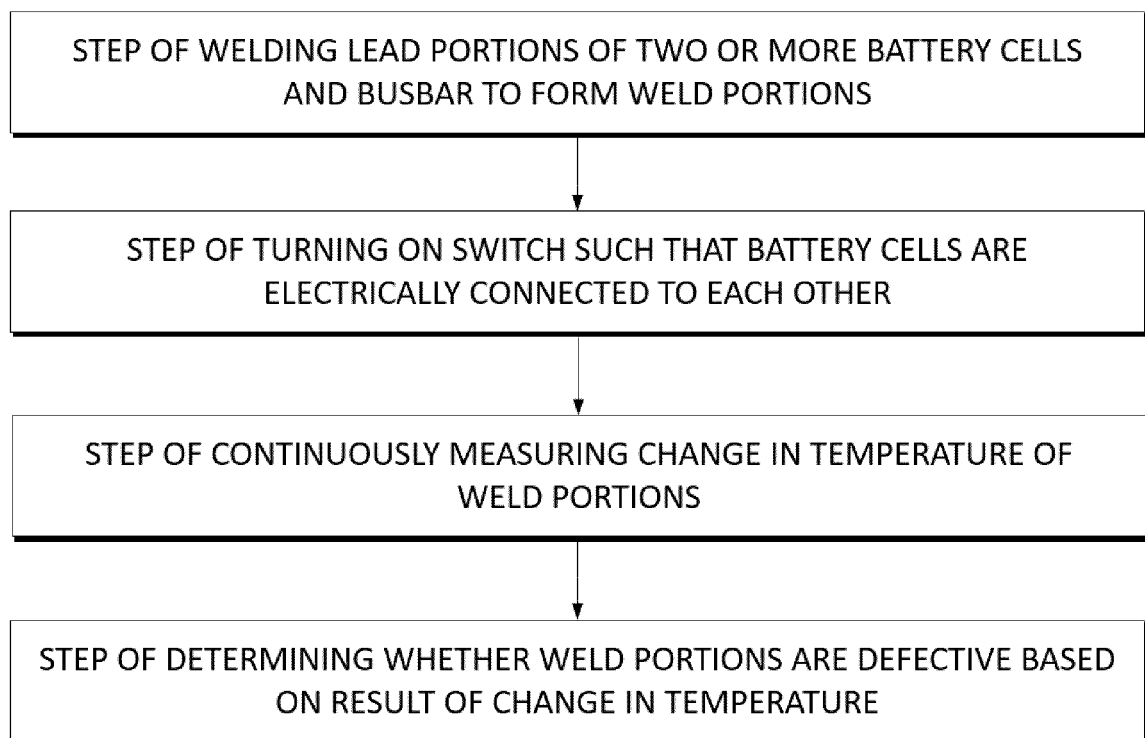 STEP OF WELDING LEAD PORTIONS OF TWO OR MORE BATTERY CELLS
AND BUSBAR TO FORM WELD PORTIONS
STEP OF TURNING ON SWITCH SUCH THAT BATTERY CELLS ARE
ELECTRICALLY CONNECTED TO EACH OTHER
STEP OF CONTINUOUSLY MEASURING CHANGE IN TEMPERATURE OF
WELD PORTIONS
STEP OF DETERMINING WHETHER WELD PORTIONS ARE DEFECTIVE BASED
ON RESULT OF CHANGE IN TEMPERATURE